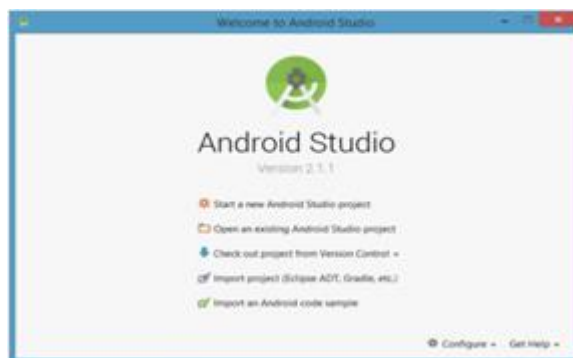 Welcome to Android Studio
Android Studio
Version 2.1.1
Start a new Android Studio project
Open an existing Android Studio project
Check out project from Version Control
Import project (Eclipse ADT, Gradle, etc.)
Import an Android code sample
Configure Get Help